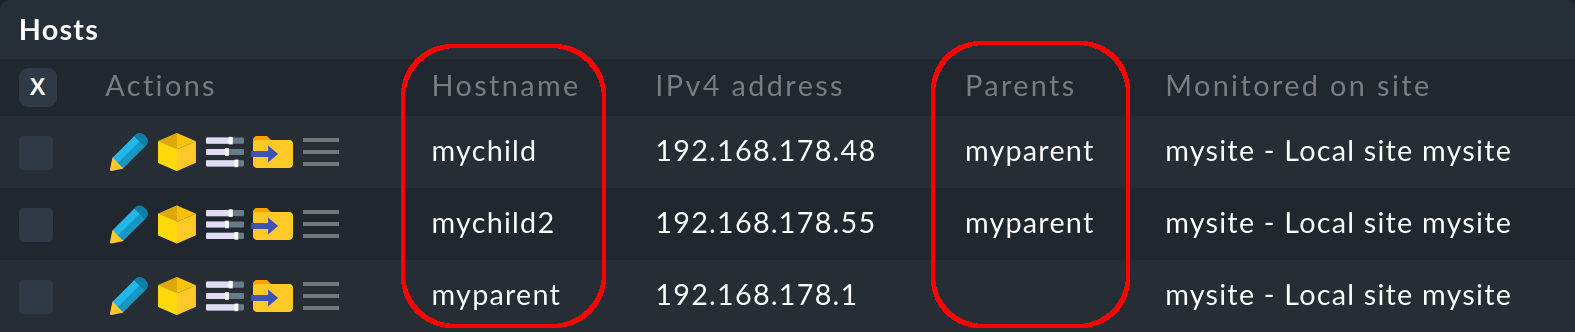 Hosts
X Actions Hostname IPv4 address Parents Monitored on site
mychild 192.168.178.48 myparent mysite - Local site mysite
mychild2 192.168.178.55 myparent mysite - Local site mysite
myparent 192.168.178.1 mysite - Local site mysite